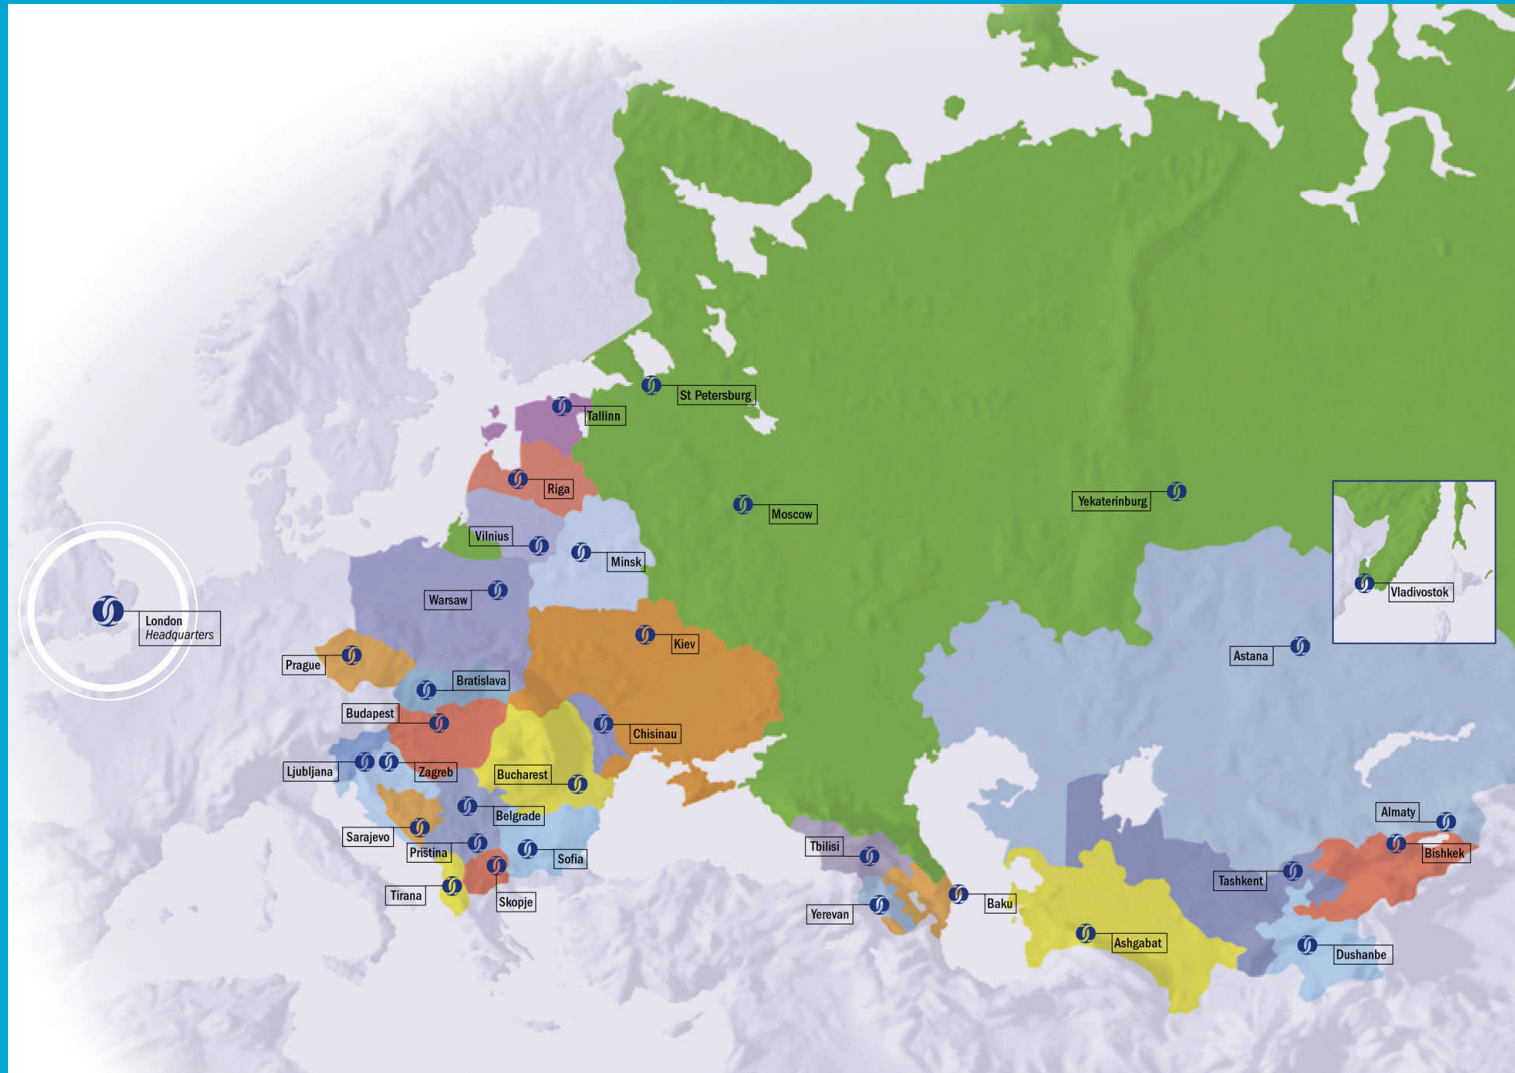 St Petersburg
Tallinn
Riga
Moscow
Yekaterinburg
Vilnius
Minsk
Vladivostok
Warsaw
London
Headquarters
Kiev
Astana
Prague
Bratislava
Budapest
Chisinau
Ljubljana
Zagreb
Bucharest
Belgrade
Almaty
Sarajevo
Priština
Sofia
Tbilisi
Bishkek
Tashkent
Tirana
Skopje
Baku
Yerevan
Ashgabat
Dushanbe